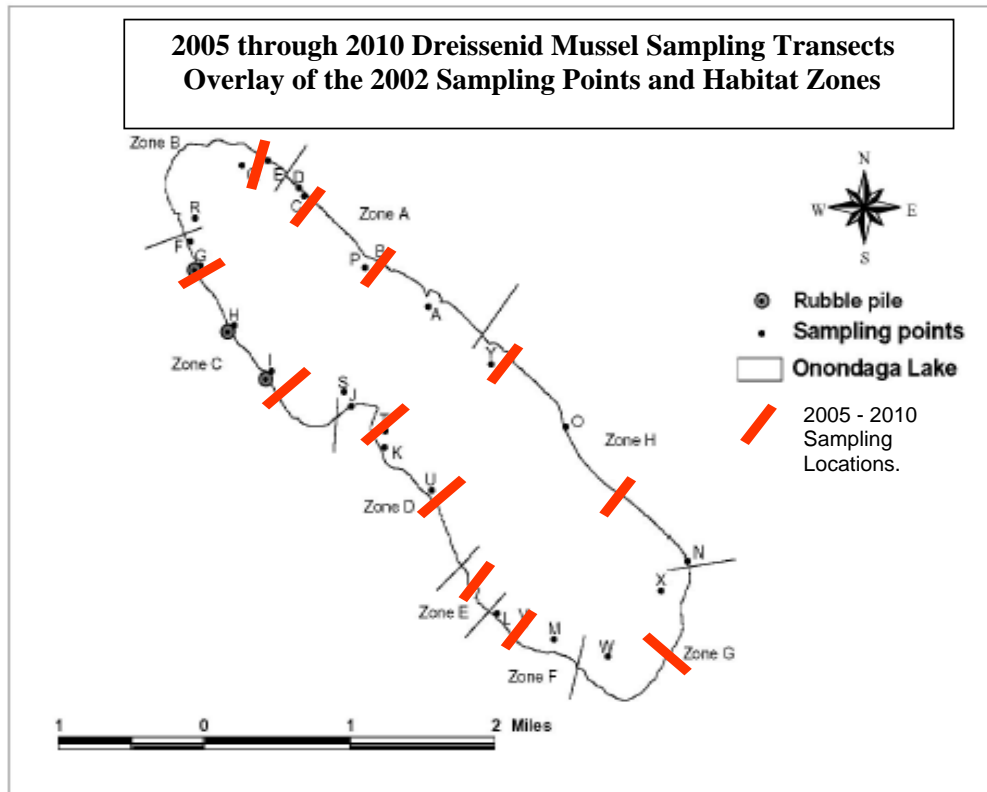 2005 through 2010 Dreissenid Mussel Sampling Transects
Overlay of the 2002 Sampling Points and Habitat Zones
Zone B
E
D
C
R
Zone A
F
G
P
B
A
H
Zone C
I
Y
S
J
O
Zone H
K
U
Zone D
N
X
Zone E
L
V
M
W
Zone G
Zone F
N
W
E
S
Rubble pile
Sampling points
Onondaga Lake
2005 - 2010
Sampling
Locations.
1 0 1 2 Miles